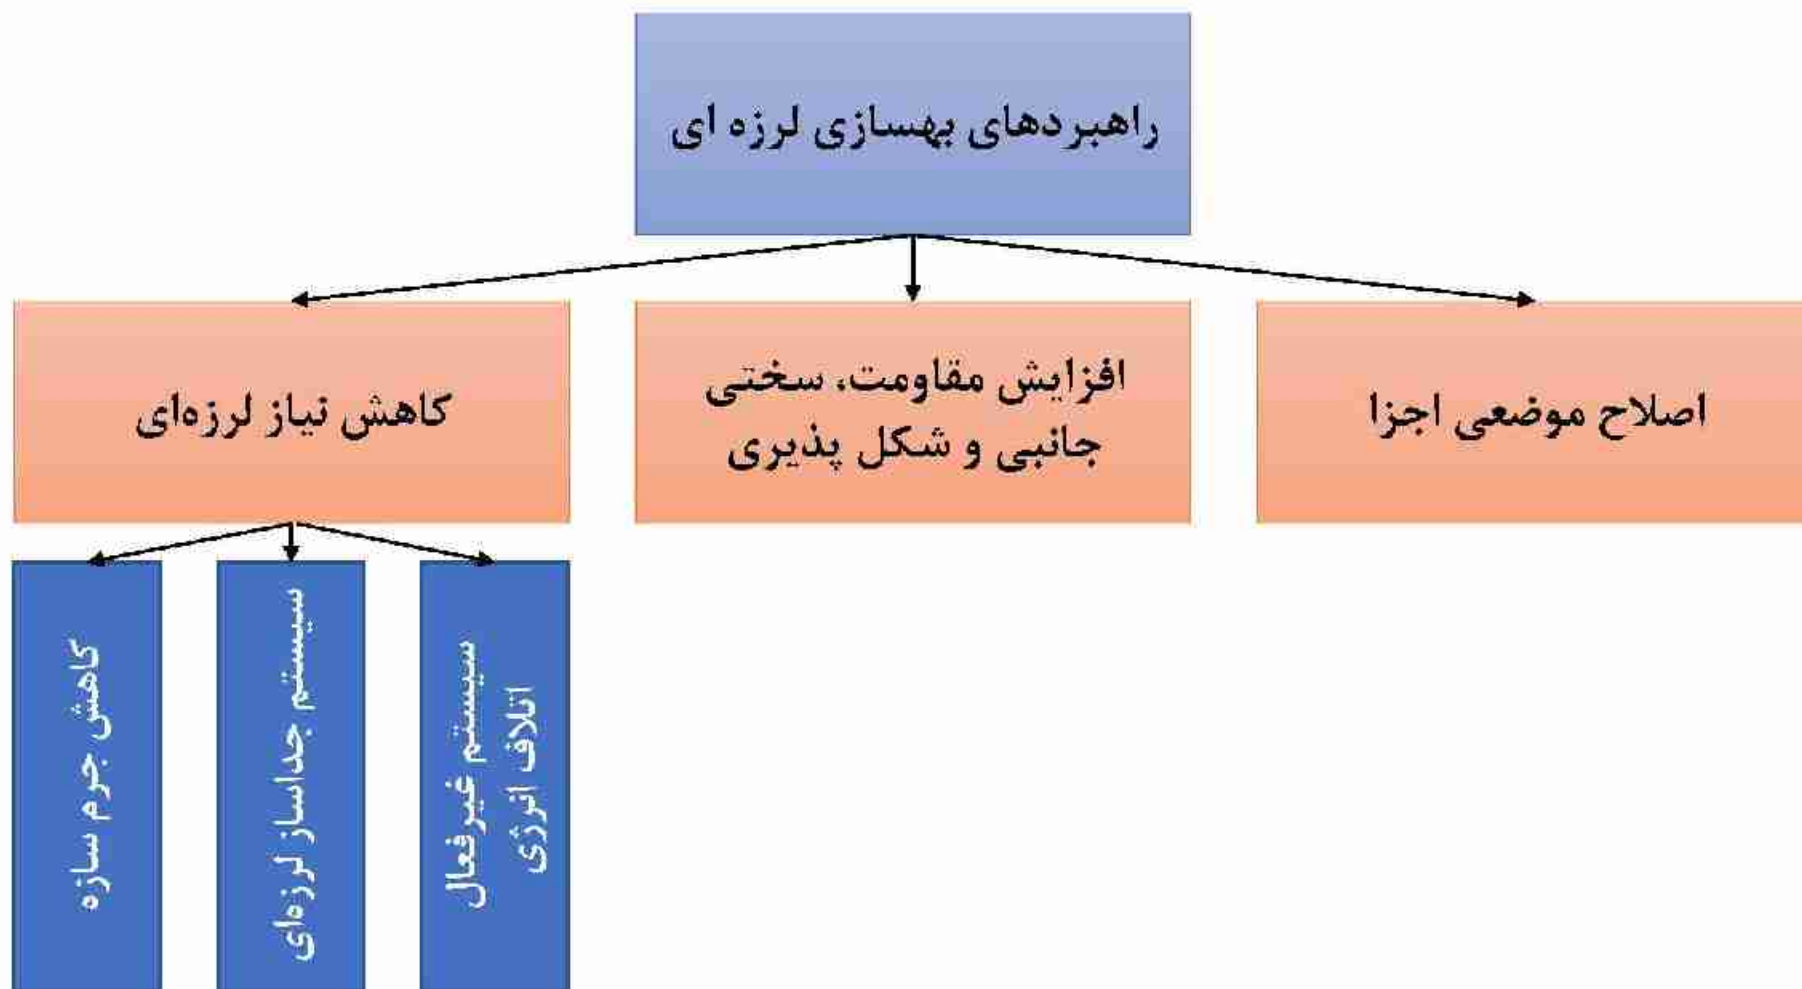 راهبردهای بهسازی لرزه ای
اصلاح موضعی اجزا
افزایش مقاومت، سختی
جانبی و شکل پذیری
کاهش نیاز لرزه‌ای
سیستم غیرفعال
اتلاف انرژی
سیستم جداساز لرزه‌ای
کاهش جرم سازه